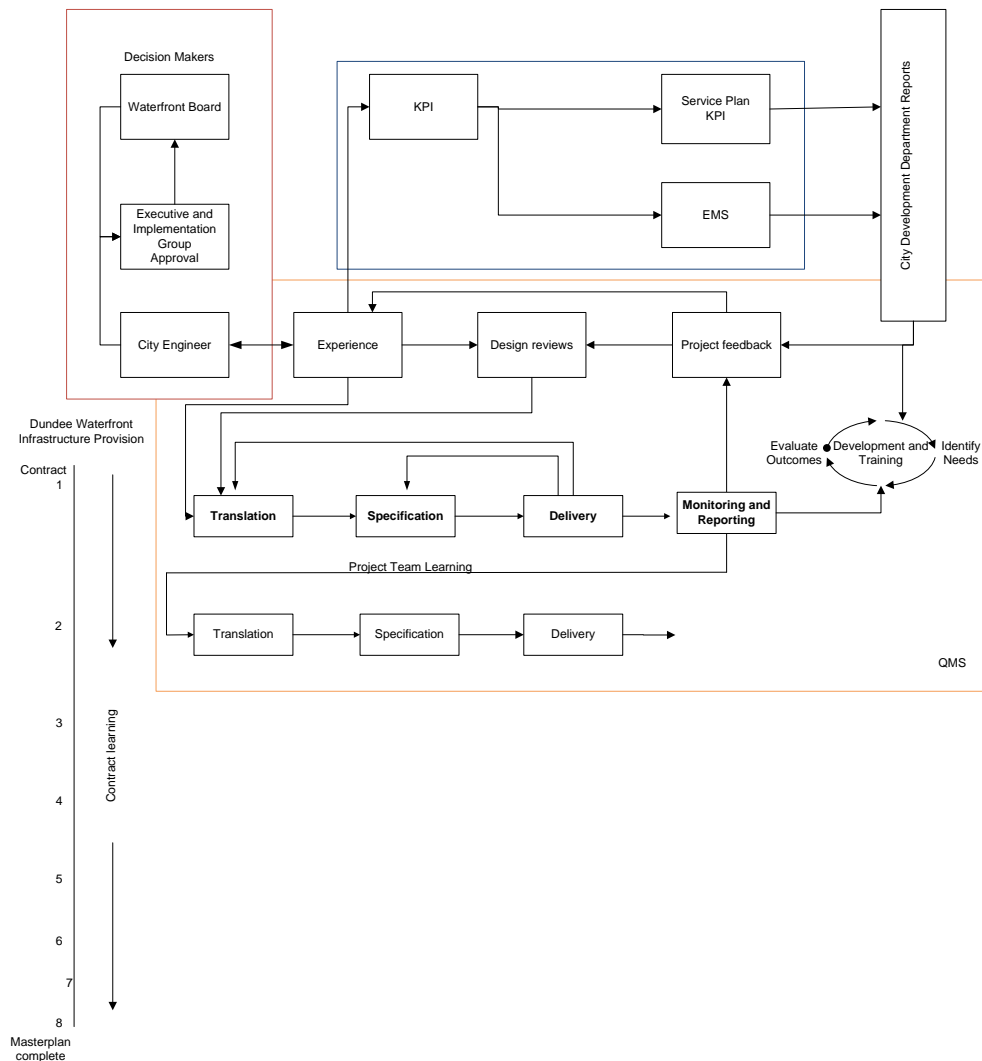 Decision Makers
Waterfront Board
Executive and
Implementation
Group
Approval
City Engineer
KPI
Service Plan
KPI
EMS
City Development Department Reports
Experience
Design reviews
Project feedback
Dundee Waterfront
Infrastructure Provision
Evaluate
Outcomes
Development and
Training
Identify
Needs
Contract
1
Translation
Specification
Delivery
Monitoring and
Reporting
Project Team Learning
2
Translation
Specification
Delivery
QMS
3
Contract learning
4
5
6
7
8
Masterplan
complete